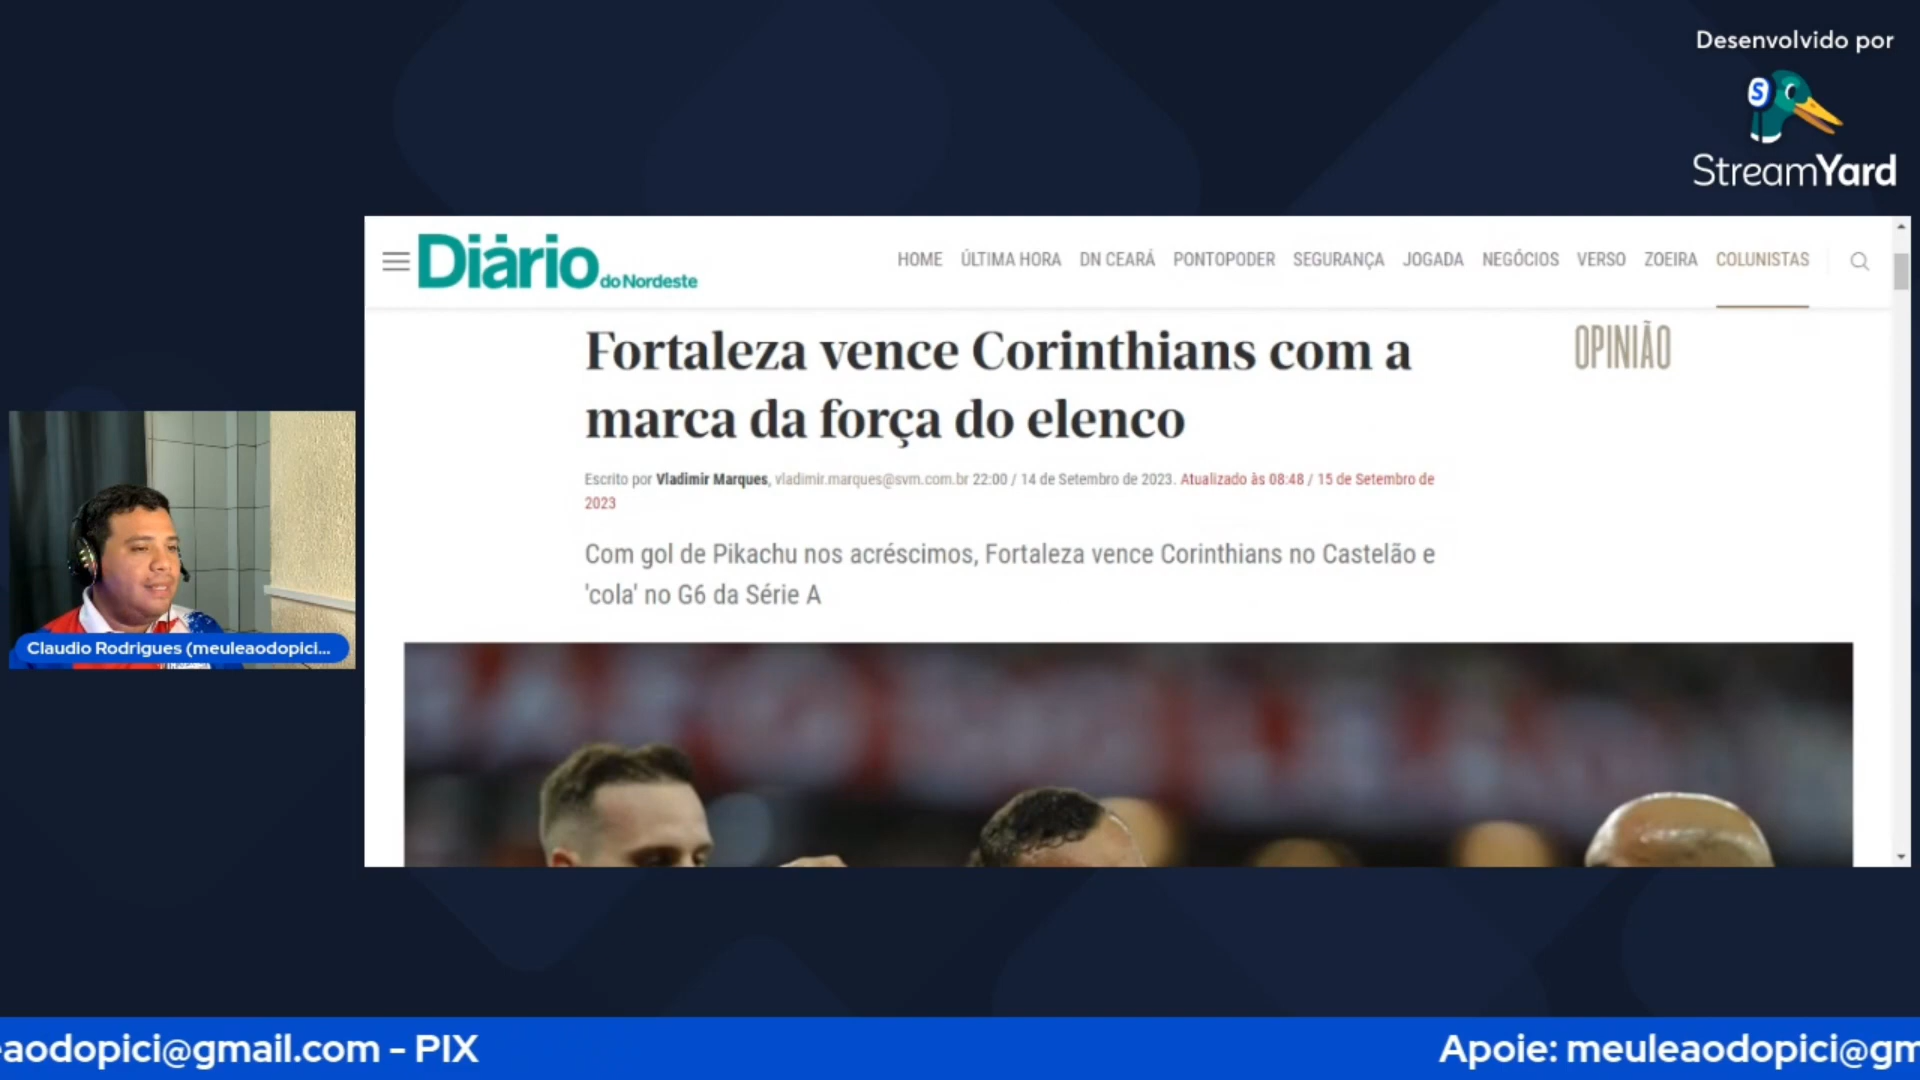 Desenvolvido por
S
StreamYard
Diário do Nordeste
HOME ÚLTIMA HORA DN CEARÁ PONTOPODER SEGURANÇA JOGADA NEGÓCIOS VERSO ZOEIRA COLUNISTAS
Fortaleza vence Corinthians com a
marca da força do elenco
OPINIÃO
Escrito por Vladimir Marques, vladimir.marques@svm.com.br 22:00 / 14 de Setembro de 2023. Atualizado às 08:48 / 15 de Setembro de
2023
Com gol de Pikachu nos acréscimos, Fortaleza vence Corinthians no Castelão e
'cola' no G6 da Série A
Claudio Rodrigues (meuleaodopici...
aodopici@gmail.com - PIX
Apoie: meuleaodopici@gm